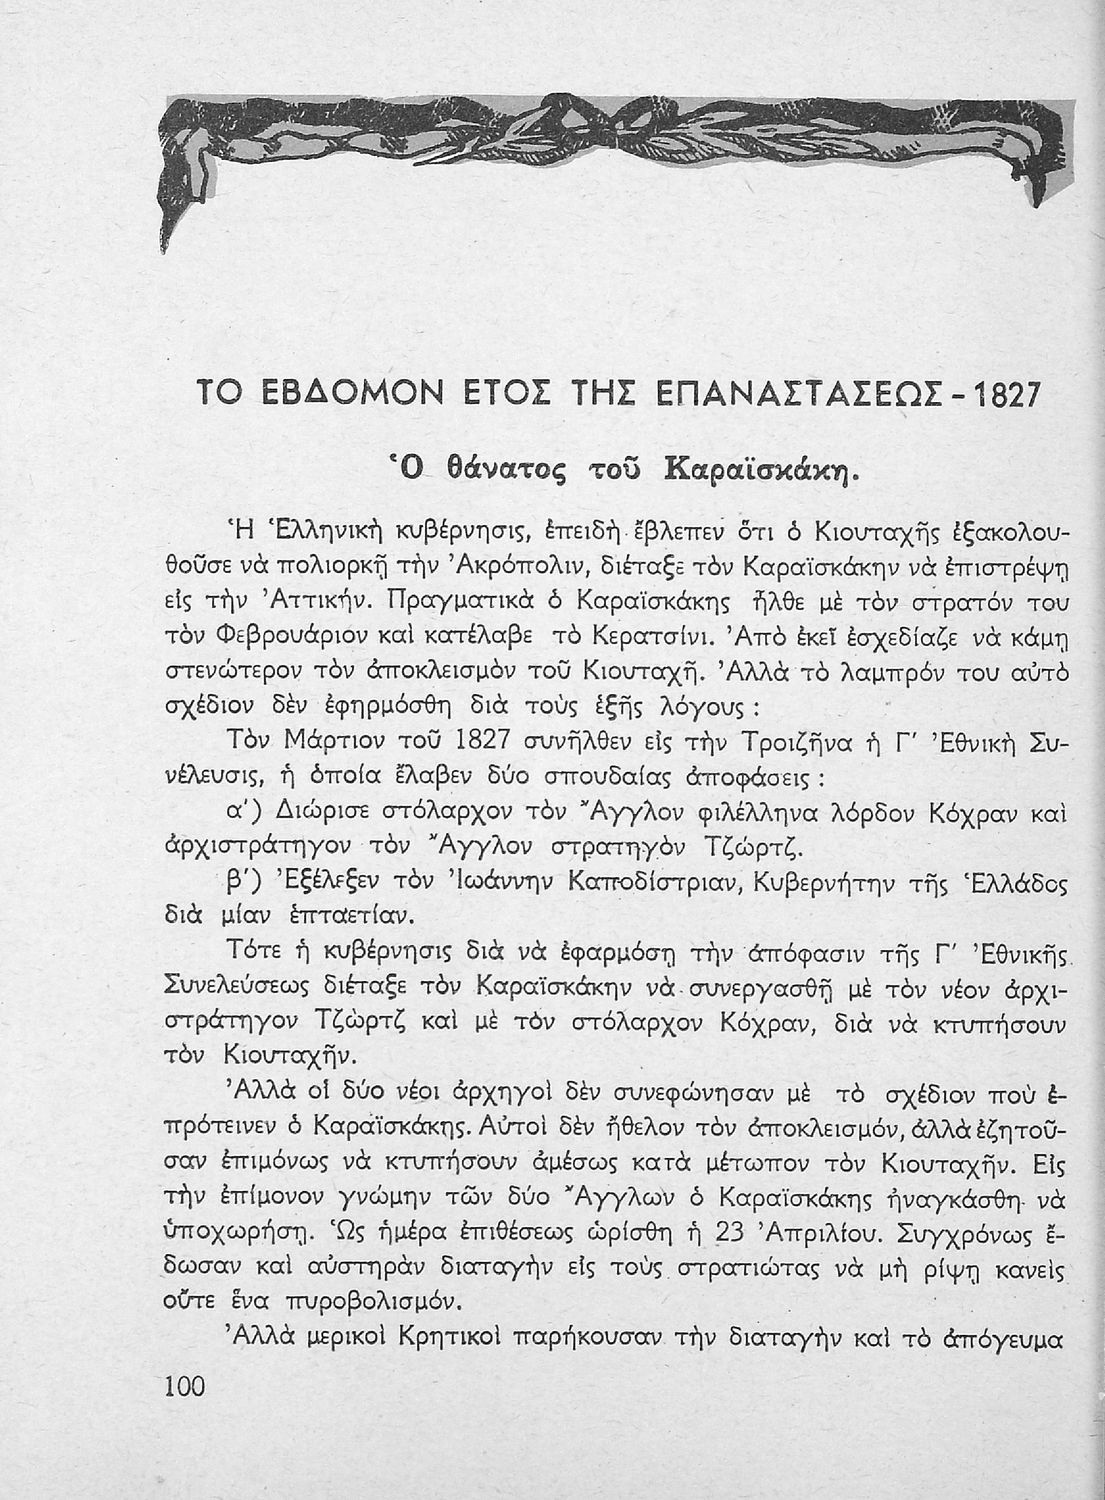 ΤΟ ΕΒΔΟΜΟΝ ΕΤΟΣ ΤΗΣ ΕΠΑΝΑΣΤΑΣΕΩΣ - 1827
Ὁ θάνατος τοῦ Καραϊσκάκη.
Ἡ Ἑλληνικὴ κυβέρνησις, ἐπειδὴ ἔβλεπεν ὅτι ὁ Κιουταχῆς ἐξακολου-
θοῦσε νὰ πολιορκῇ τὴν Ἀκρόπολιν, διέταξε τὸν Καραϊσκάκην νὰ ἐπιστρέψῃ
εἰς τὴν Ἀττικήν. Πραγματικὰ ὁ Καραϊσκάκης ἦλθε μὲ τὸν στρατόν του
τὸν Φεβρουάριον καὶ κατέλαβε τὸ Κερατσίνι. Ἀπὸ ἐκεῖ ἐσχεδίαζε νὰ κάμῃ
στενώτερον τὸν ἀποκλεισμὸν τοῦ Κιουταχῆ. Ἀλλὰ τὸ λαμπρόν του αὐτὸ
σχέδιον δὲν ἐφηρμόσθη διὰ τοὺς ἑξῆς λόγους :
Τὸν Μάρτιον τοῦ 1827 συνῆλθεν εἰς τὴν Τροιζῆνα ἡ Γ′ Ἐθνικὴ Συ-
νέλευσις, ἡ ὁποία ἔλαβεν δύο σπουδαίας ἀποφάσεις :
α′) Διώρισε στόλαρχον τὸν Ἄγγλον φιλέλληνα λόρδον Κόχραν καὶ
ἀρχιστράτηγον τὸν Ἄγγλον στρατηγὸν Τζώρτζ.
β′) Ἐξέλεξεν τὸν Ἰωάννην Καποδίστριαν, Κυβερνήτην τῆς Ἑλλάδος
διὰ μίαν ἑπταετίαν.
Τότε ἡ κυβέρνησις διὰ νὰ ἐφαρμόσῃ τὴν ἀπόφασιν τῆς Γ′ Ἐθνικῆς
Συνελεύσεως διέταξε τὸν Καραϊσκάκην νὰ συνεργασθῇ μὲ τὸν νέον ἀρχι-
στράτηγον Τζὼρτζ καὶ μὲ τὸν στόλαρχον Κόχραν, διὰ νὰ κτυπήσουν
τὸν Κιουταχῆν.
Ἀλλὰ οἱ δύο νέοι ἀρχηγοὶ δὲν συνεφώνησαν μὲ τὸ σχέδιον ποὺ ἐ-
πρότεινεν ὁ Καραϊσκάκης. Αὐτοὶ δὲν ἤθελον τὸν ἀποκλεισμόν, ἀλλὰ ἐζητοῦ-
σαν ἐπιμόνως νὰ κτυπήσουν ἀμέσως κατὰ μέτωπον τὸν Κιουταχῆν. Εἰς
τὴν ἐπίμονον γνώμην τῶν δύο Ἄγγλων ὁ Καραϊσκάκης ἠναγκάσθη νὰ
ὑποχωρήσῃ. Ὡς ἡμέρα ἐπιθέσεως ὡρίσθη ἡ 23 Ἀπριλίου. Συγχρόνως ἔ-
δωσαν καὶ αὐστηρὰν διαταγὴν εἰς τοὺς στρατιώτας νὰ μὴ ρίψῃ κανεὶς
οὔτε ἕνα πυροβολισμόν.
Ἀλλὰ μερικοὶ Κρητικοὶ παρήκουσαν τὴν διαταγὴν καὶ τὸ ἀπόγευμα
100